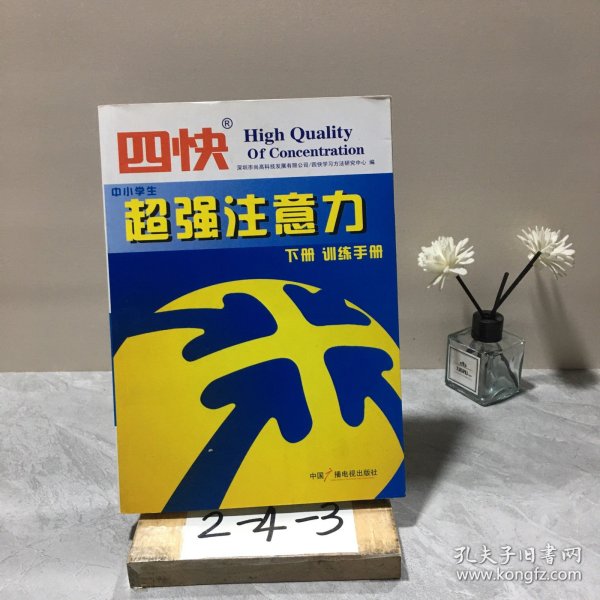 四快®
High Quality
Of Concentration
深圳市尚高科技发展有限公司/四快学习方法研究中心 编
中小学生
超强注意力
下册 训练手册
中国广播电视出版社
2-4-3
孔夫子旧书网
www.kongfz.com